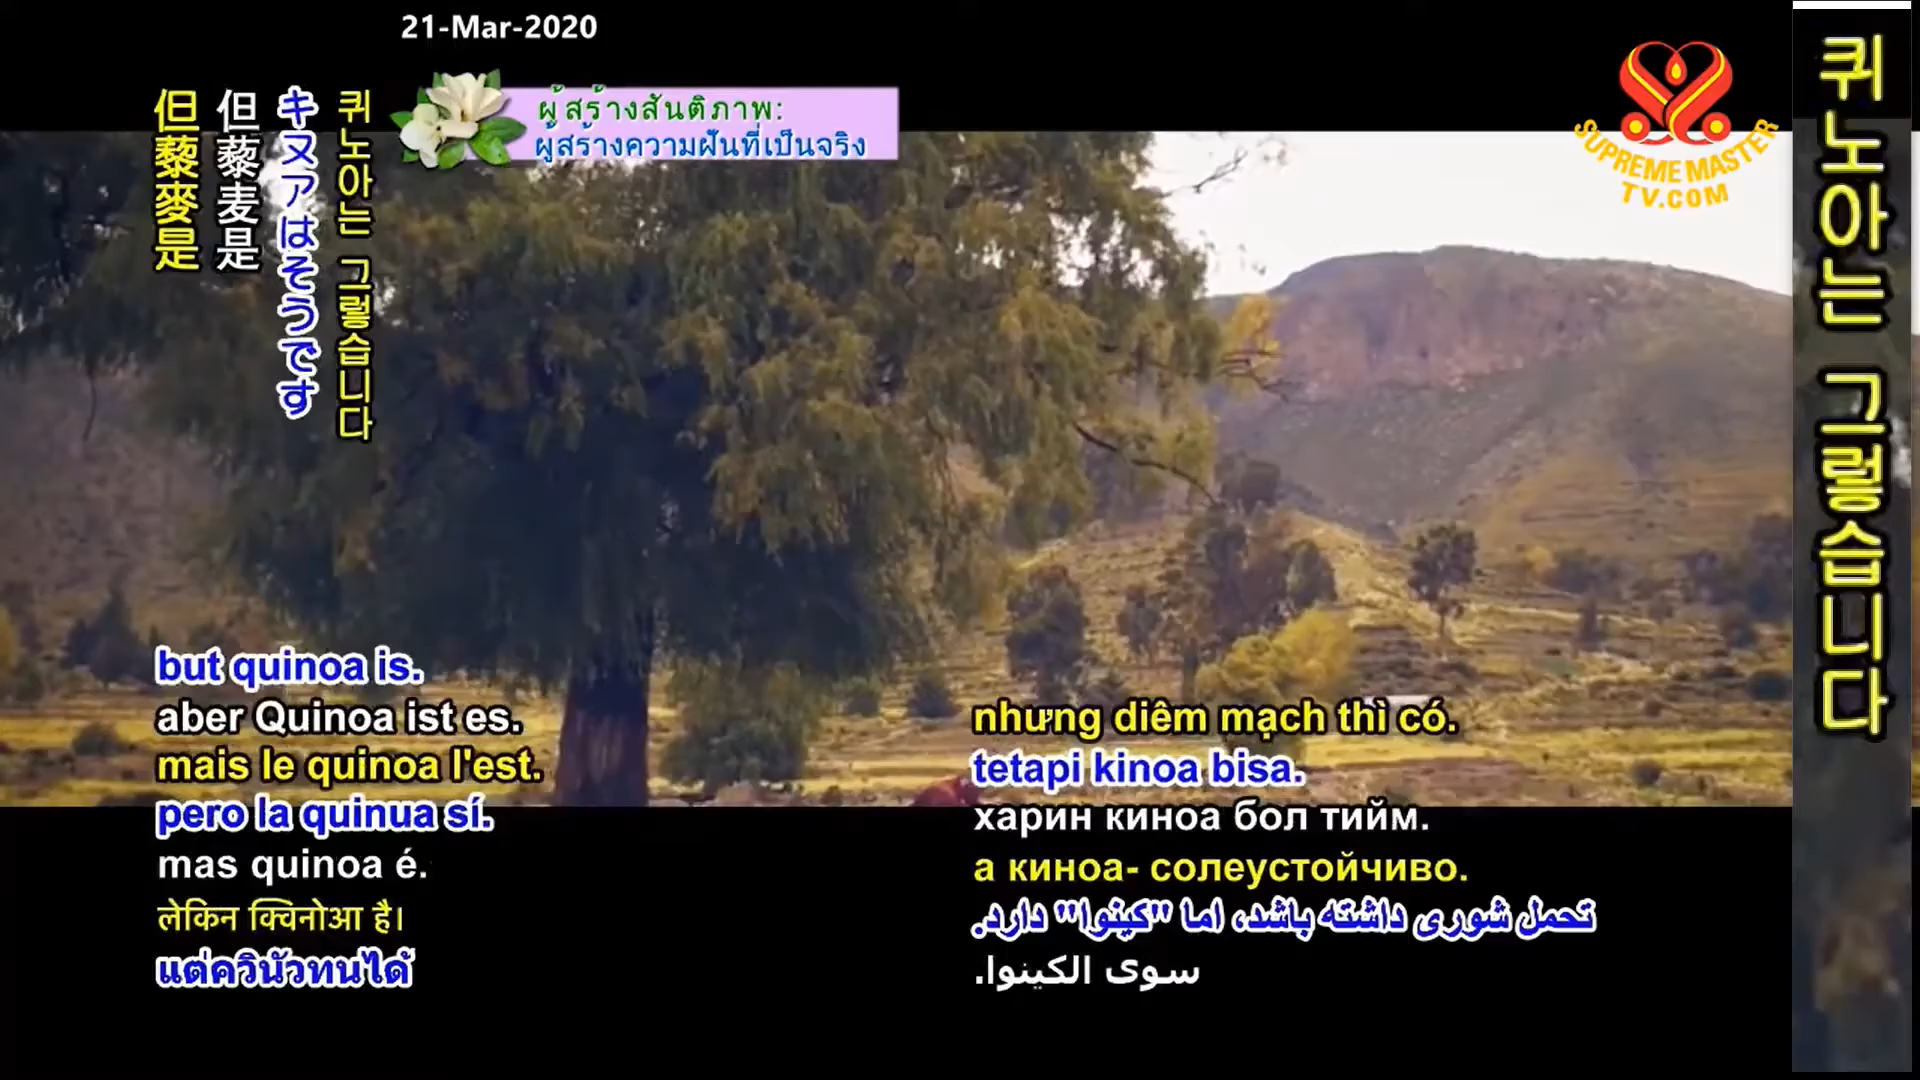 21-Mar-2020
ผู้สร้างสันติภาพ:
ผู้สร้างความฝันที่เป็นจริง
SUPREME MASTER
TV.COM
퀴노아는 그렇습니다
キヌアはそうです
但藜麦是
但藜麥是
but quinoa is.
aber Quinoa ist es.
mais le quinoa l'est.
pero la quinua sí.
mas quinoa é.
लेकिन क्विनोआ है।
แต่ควินัวทนได้
nhưng diêm mạch thì có.
tetapi kinoa bisa.
харин киноа бол тийм.
а киноа- солеустойчиво.
تحمل شوری داشته باشد، اما "کینوا" دارد.
سوى الكينوا.
퀴노아는 그렇습니다